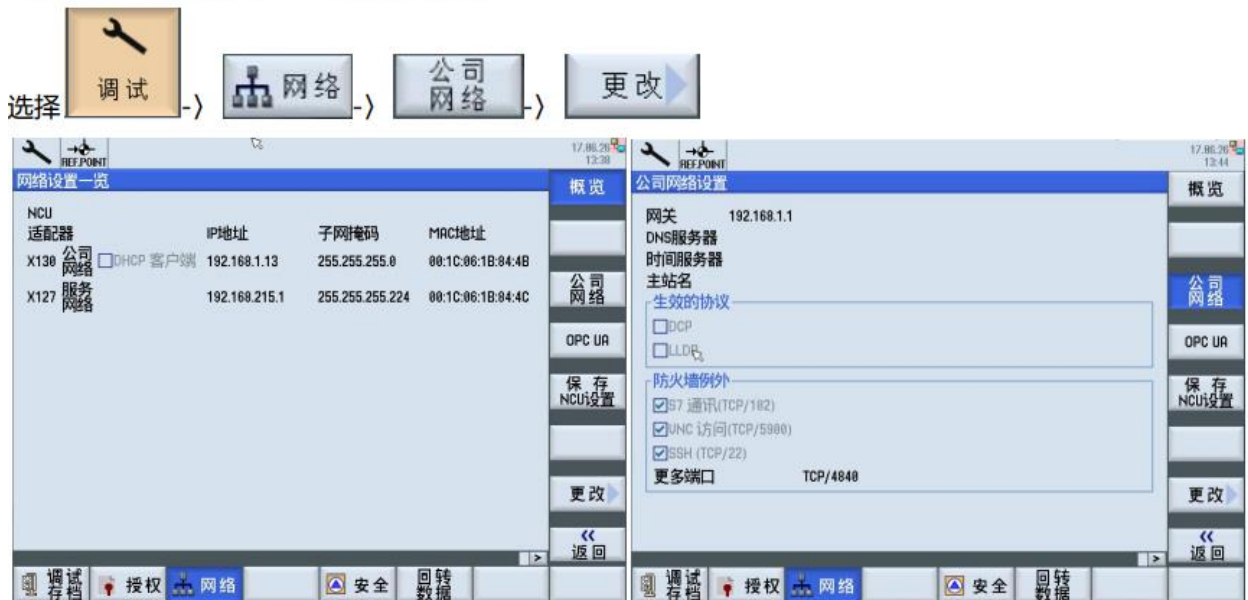 选择 调试 -〉 网络 -〉 公司网络 -〉 更改
REF.POINT
17.06.26
13:38
网络设置一览
概览
NCU
适配器 IP地址 子网掩码 MAC地址
X130 公司网络 DHCP 客户端 192.168.1.13 255.255.255.0 00:1C:06:1B:84:4B
X127 服务网络 192.168.215.1 255.255.255.224 00:1C:06:1B:84:4C
公司网络
OPC UA
保存
NCU设置
更改
«
返回
>
调试存档 授权 网络 安全 回转数据
REF.POINT
17.06.26
13:44
公司网络设置
概览
网关 192.168.1.1
DNS服务器
时间服务器
主站名
生效的协议
DCP
LLDP
防火墙例外
S7 通讯(TCP/102)
VNC 访问(TCP/5900)
SSH (TCP/22)
更多端口 TCP/4840
公司网络
OPC UA
保存
NCU设置
更改
«
返回
>
调试存档 授权 网络 安全 回转数据